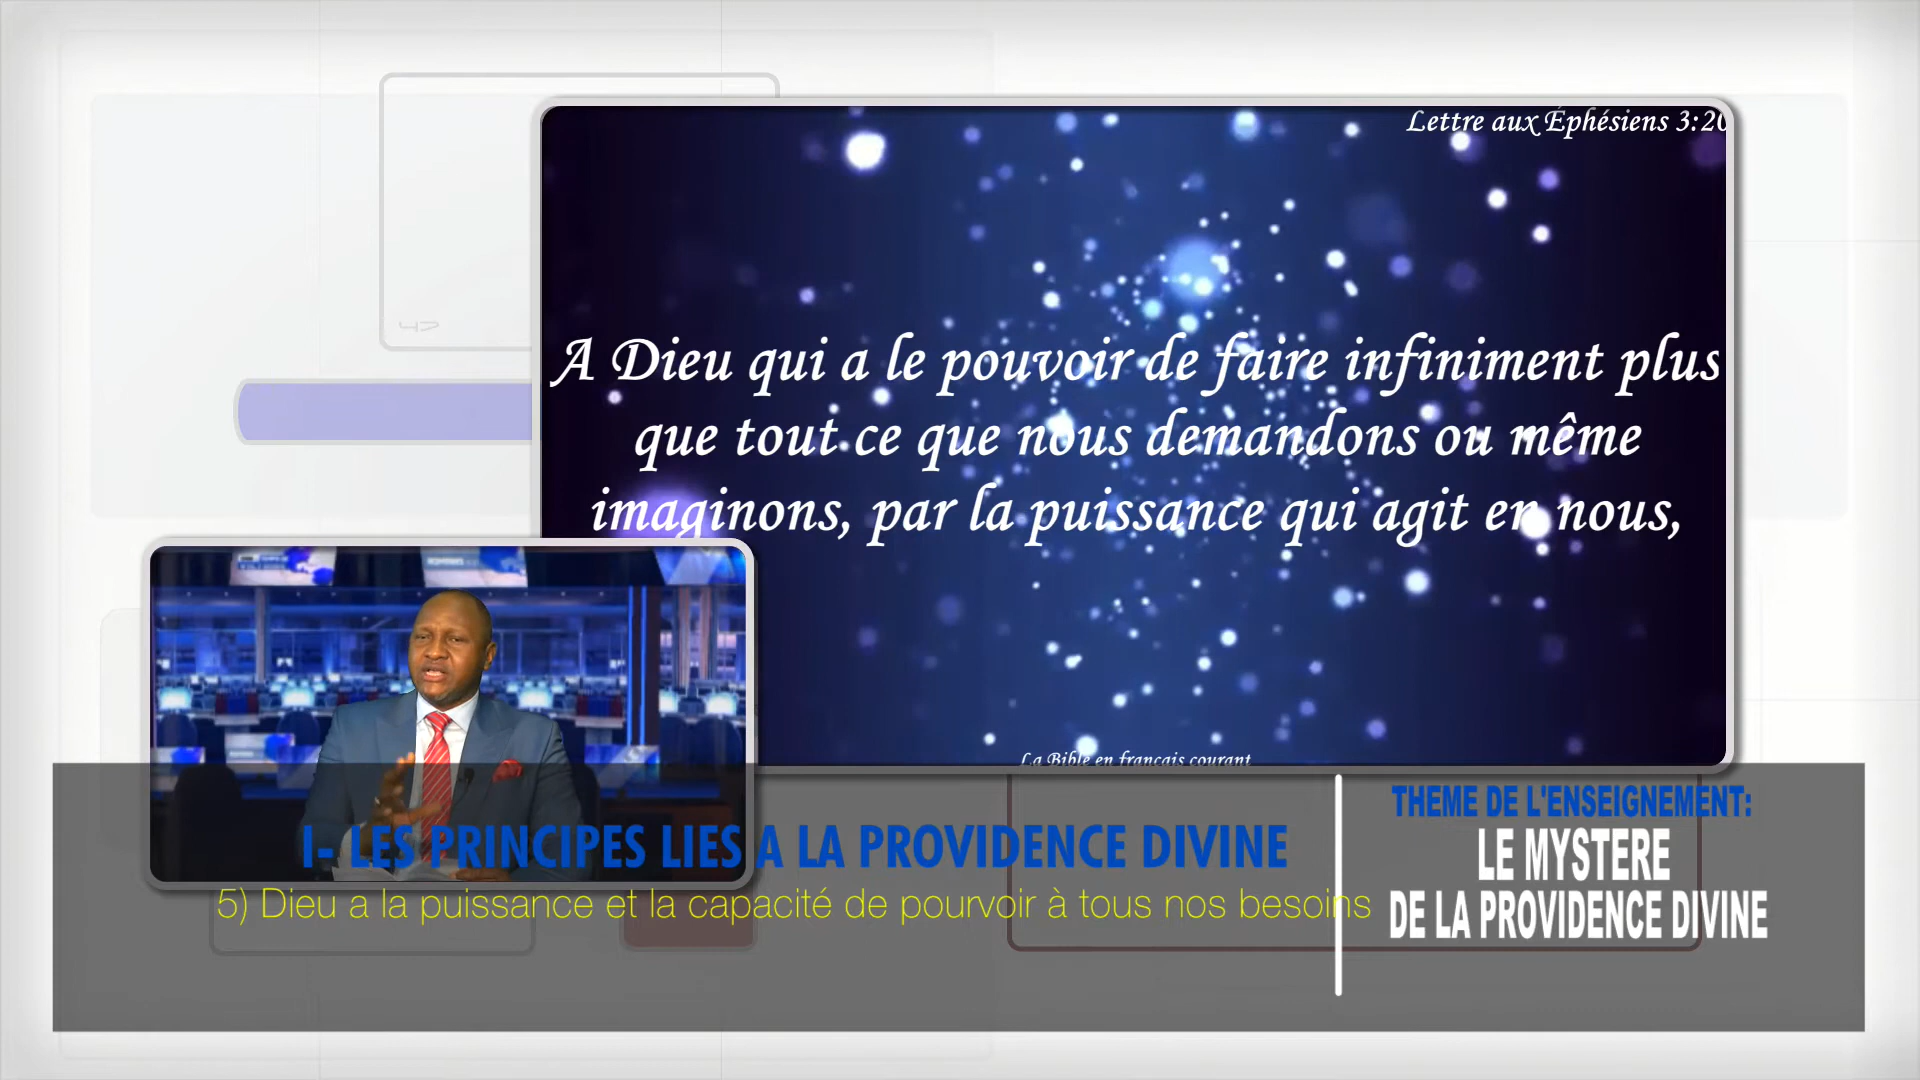 Lettre aux Éphésiens 3:20
A Dieu qui a le pouvoir de faire infiniment plus
que tout ce que nous demandons ou même
imaginons, par la puissance qui agit en nous,
La Bible en français courant
I- LES PRINCIPES LIES A LA PROVIDENCE DIVINE
5) Dieu a la puissance et la capacité de pourvoir à tous nos besoins
THEME DE L'ENSEIGNEMENT:
LE MYSTERE
DE LA PROVIDENCE DIVINE